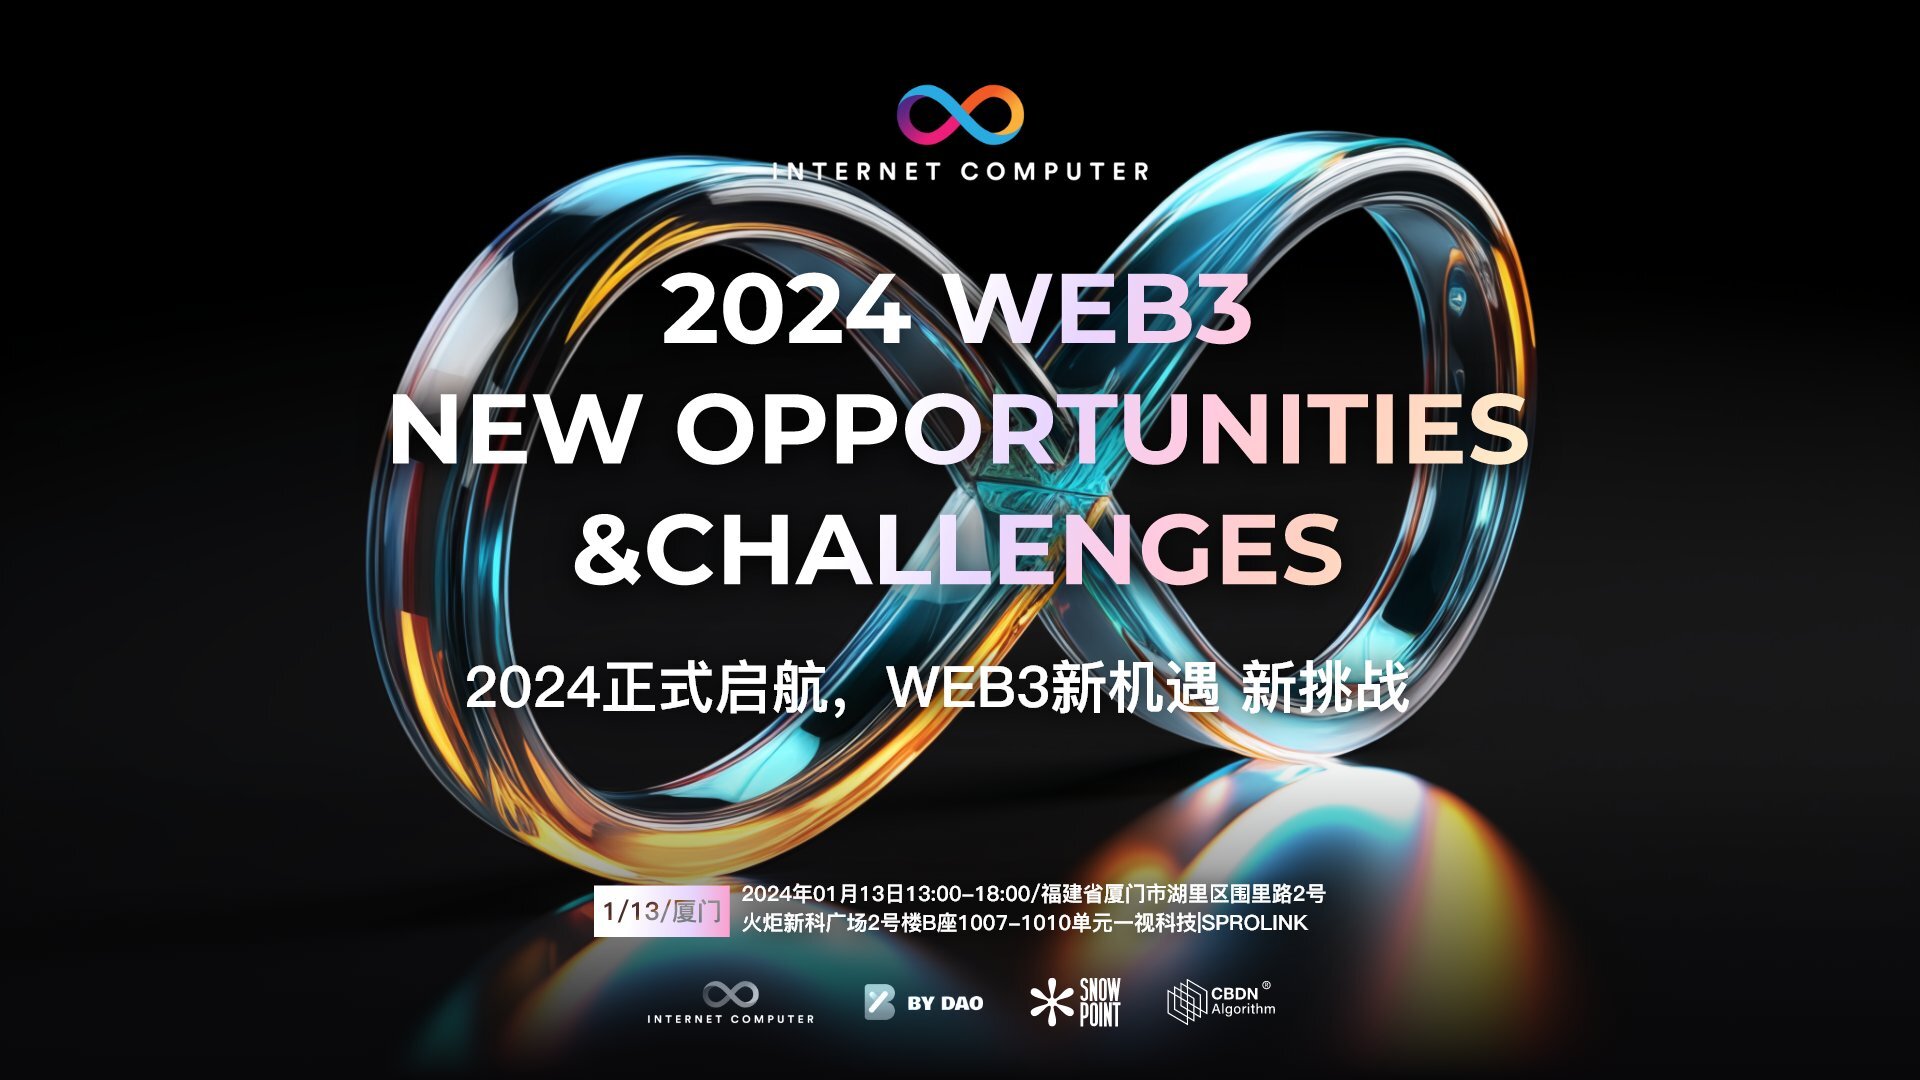 INTERNET COMPUTER
2024 WEB3
NEW OPPORTUNITIES
&CHALLENGES
2024正式启航，WEB3新机遇 新挑战
1/13/厦门
2024年01月13日13:00-18:00/福建省厦门市湖里区围里路2号
火炬新科广场2号楼B座1007-1010单元一视科技|SPROLINK
INTERNET COMPUTER
BY DAO
SNOW
POINT
CBDN®
Algorithm